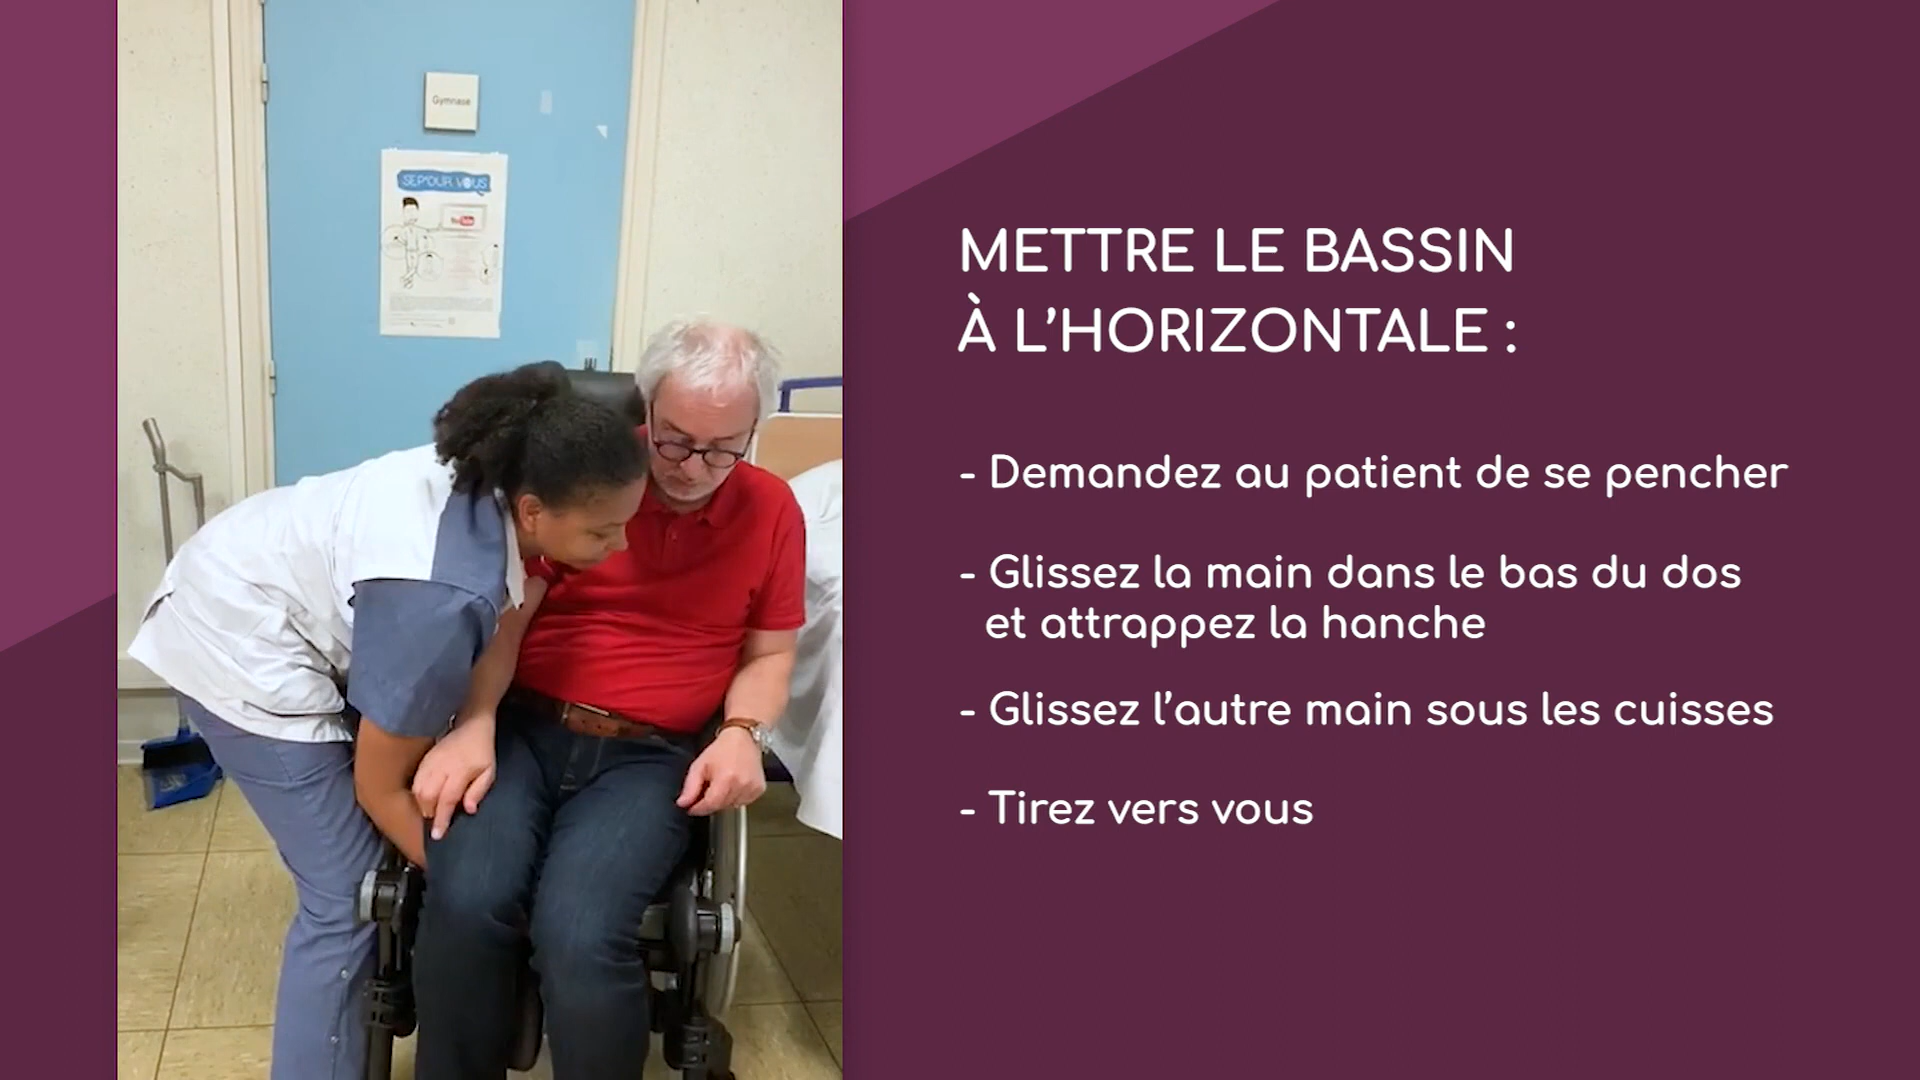 Gymnase
SEP'OUR VOUS
YouTube
METTRE LE BASSIN
À L'HORIZONTALE :
- Demandez au patient de se pencher
- Glissez la main dans le bas du dos
et attrappez la hanche
- Glissez l'autre main sous les cuisses
- Tirez vers vous